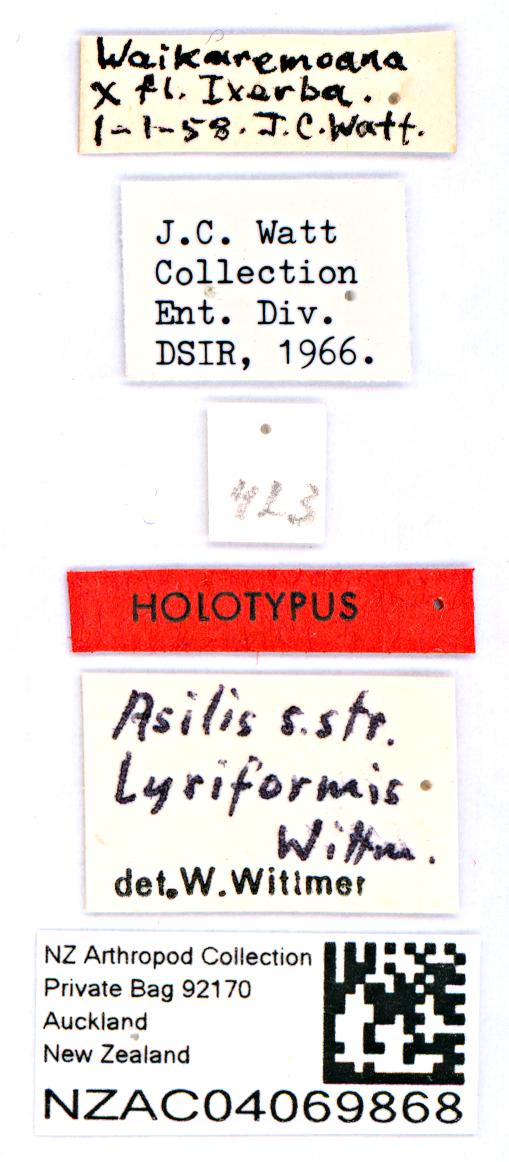 Waikaremoana
x fl. Ixerba.
1-1-58. J.C. Watt.
J.C. Watt
Collection
Ent. Div.
DSIR, 1966.
423
HOLOTYPUS
Asilis s.str.
Lyriformis
Wittm.
det.W.Wittmer
NZ Arthropod Collection
Private Bag 92170
Auckland
New Zealand
NZAC04069868